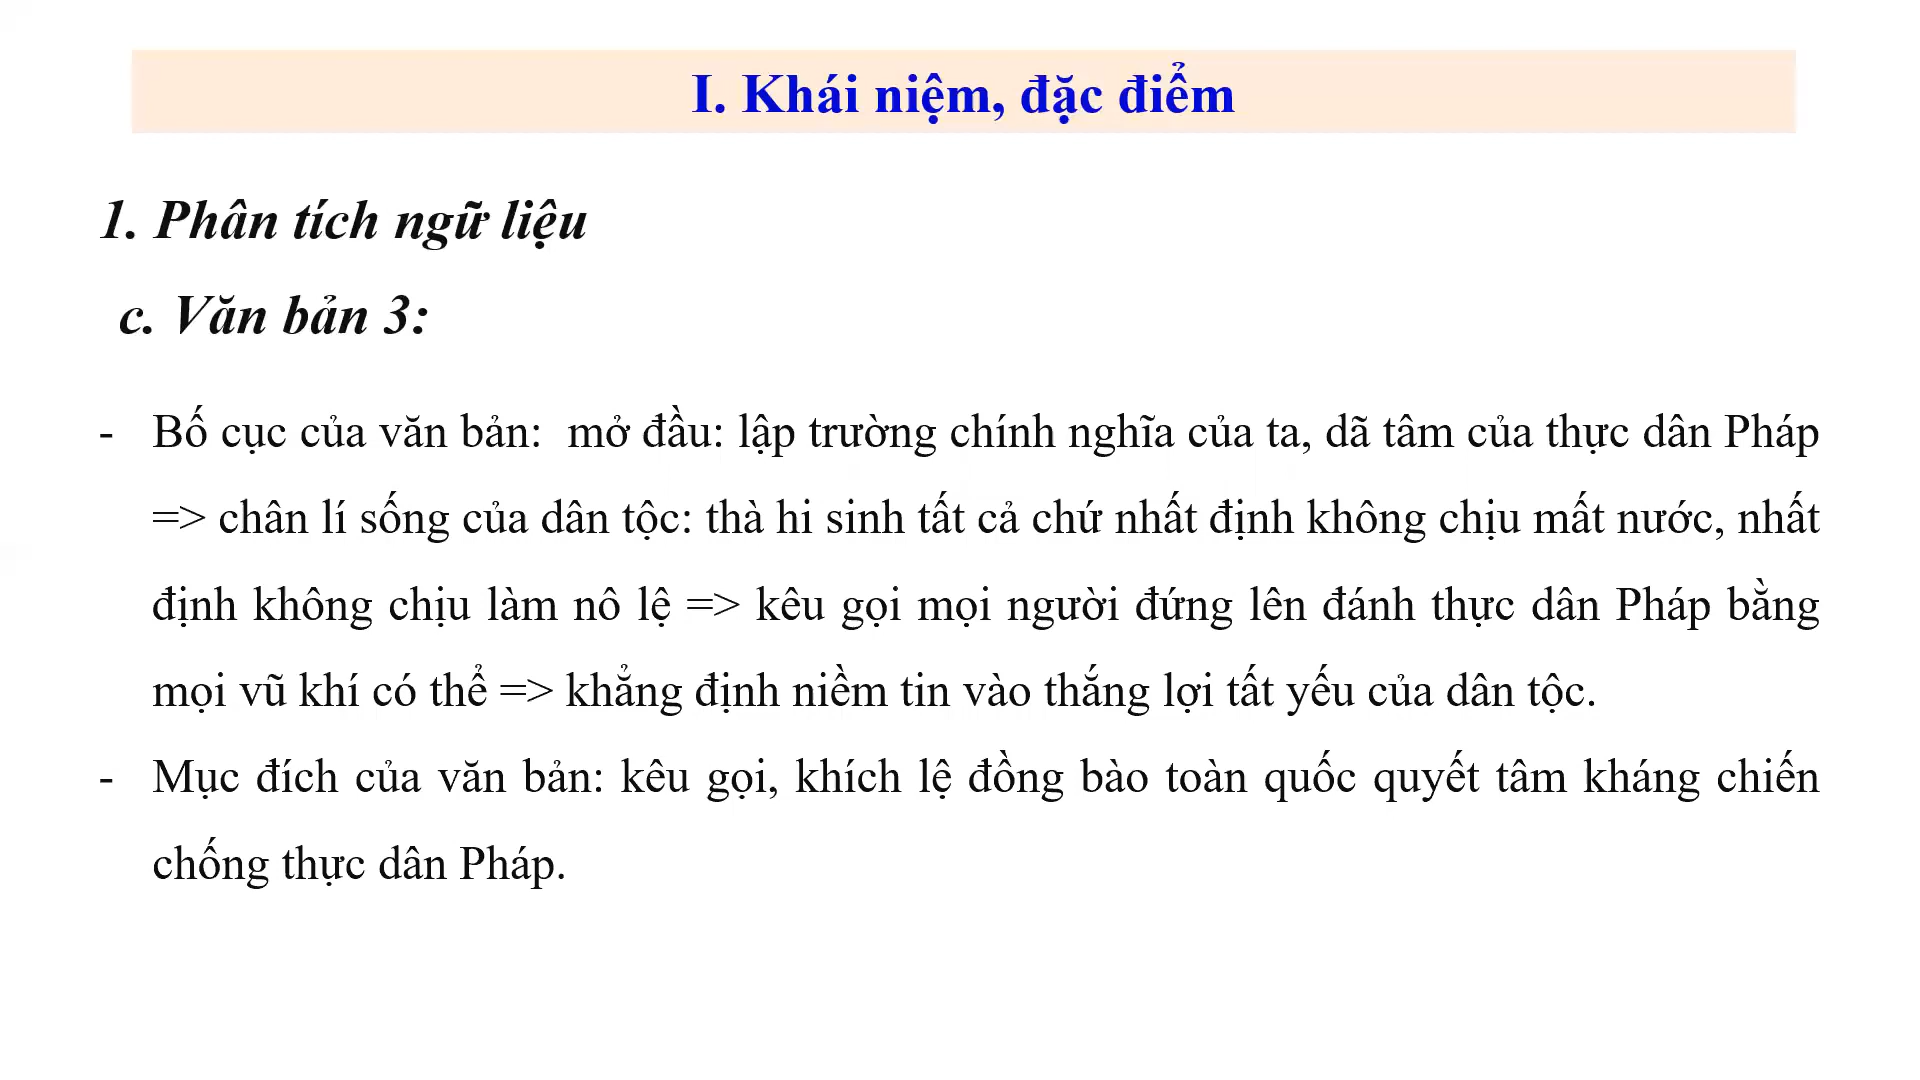 I. Khái niệm, đặc điểm
1. Phân tích ngữ liệu
c. Văn bản 3:
- Bố cục của văn bản: mở đầu: lập trường chính nghĩa của ta, dã tâm của thực dân Pháp
=> chân lí sống của dân tộc: thà hi sinh tất cả chứ nhất định không chịu mất nước, nhất
định không chịu làm nô lệ => kêu gọi mọi người đứng lên đánh thực dân Pháp bằng
mọi vũ khí có thể => khẳng định niềm tin vào thắng lợi tất yếu của dân tộc.
- Mục đích của văn bản: kêu gọi, khích lệ đồng bào toàn quốc quyết tâm kháng chiến
chống thực dân Pháp.